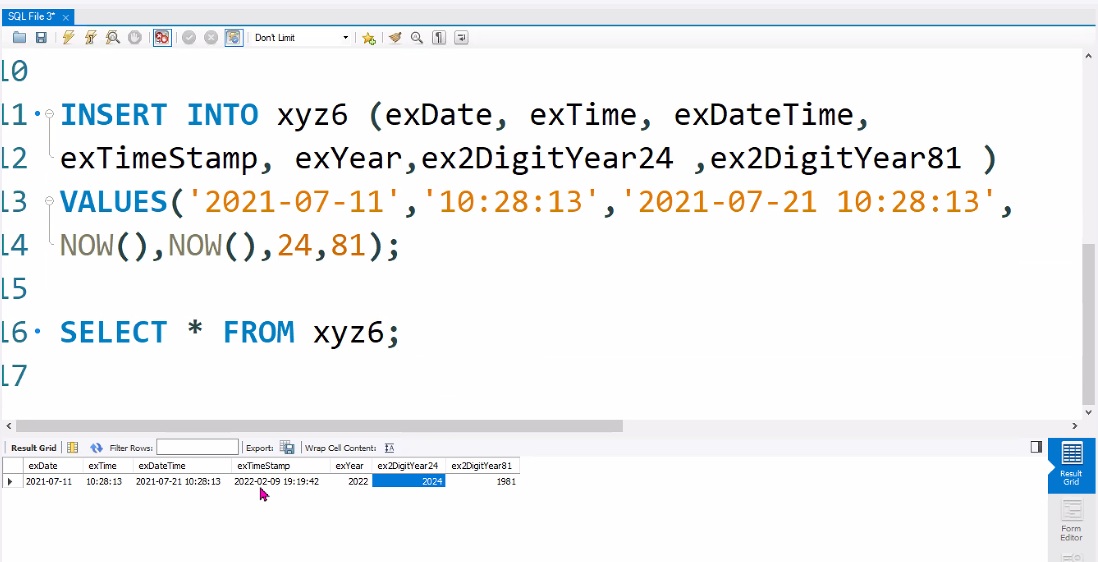 SQL File 3*
Don't Limit
10
11 INSERT INTO xyz6 (exDate, exTime, exDateTime,
12 exTimeStamp, exYear,ex2DigitYear24 ,ex2DigitYear81 )
13 VALUES('2021-07-11','10:28:13','2021-07-21 10:28:13',
14 NOW(),NOW(),24,81);
15
16 SELECT * FROM xyz6;
17
Result Grid Filter Rows: Export: Wrap Cell Content:
exDate exTime exDateTime exTimeStamp exYear ex2DigitYear24 ex2DigitYear81
2021-07-11 10:28:13 2021-07-21 10:28:13 2022-02-09 19:19:42 2022 2024 1981
Result
Grid
Form
Editor